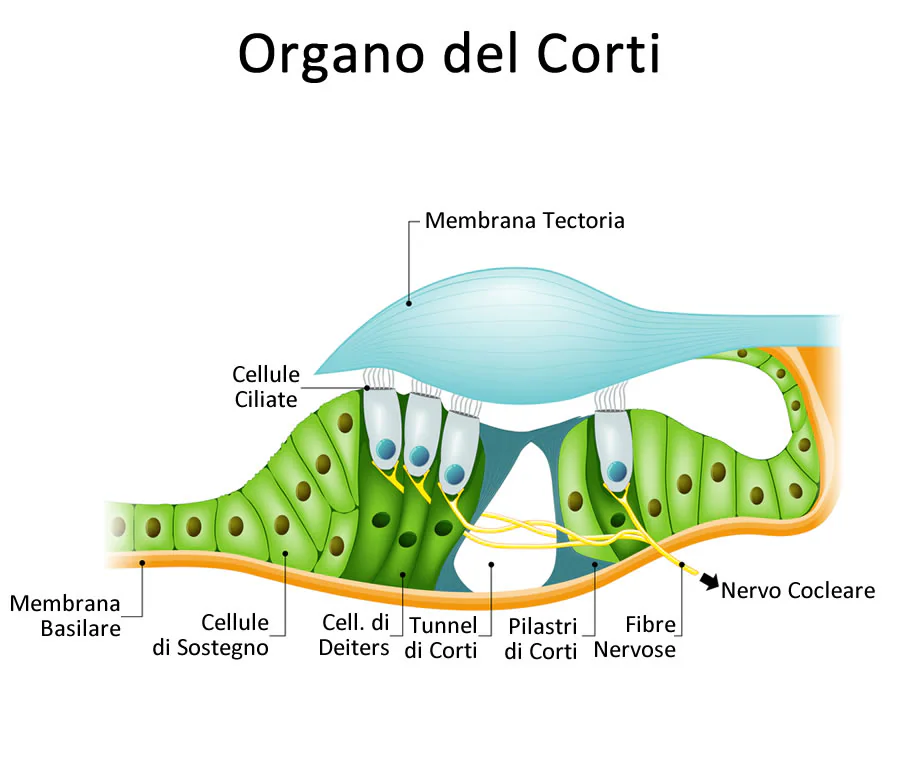 Organo del Corti
Membrana Tectoria
Cellule
Ciliate
Nervo Cocleare
Membrana
Basilare
Cellule
di Sostegno
Cell. di
Deiters
Tunnel
di Corti
Pilastri
di Corti
Fibre
Nervose